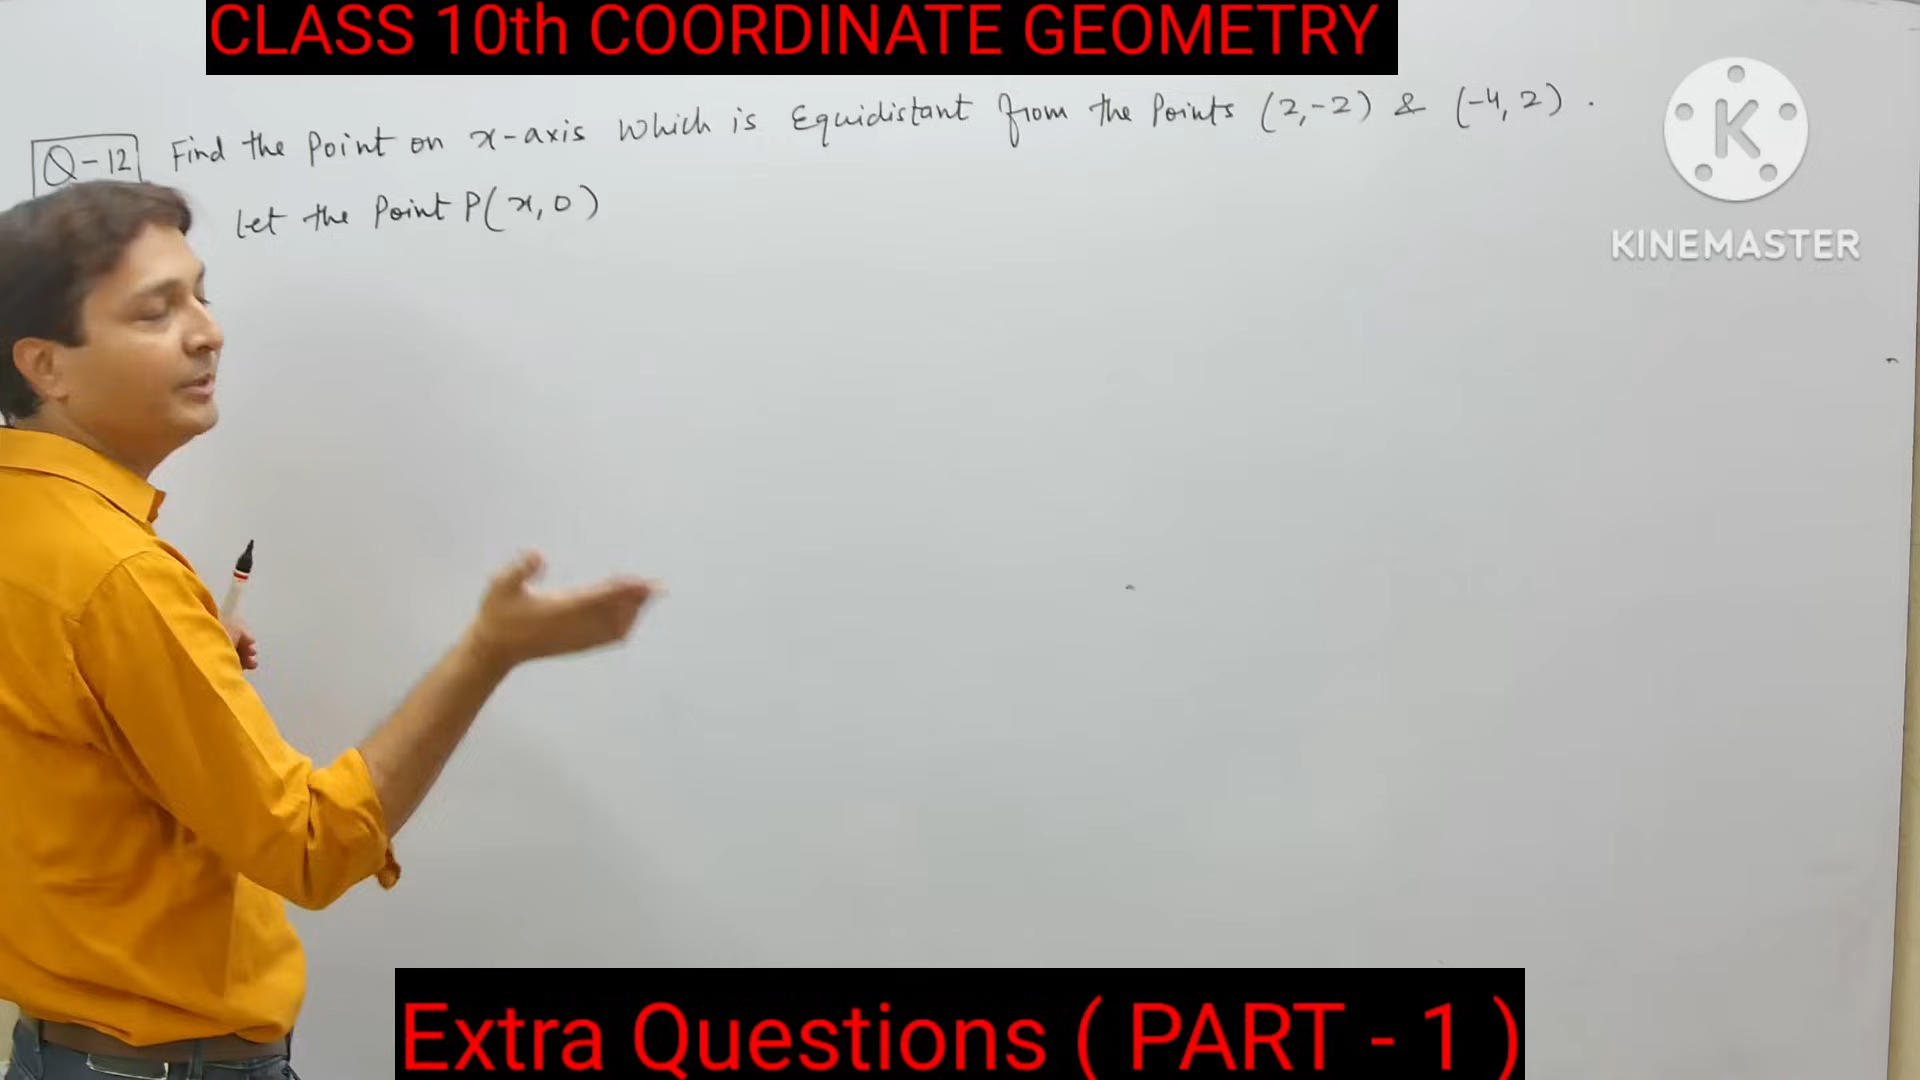 CLASS 10th COORDINATE GEOMETRY
Q-12 Find the Point on x-axis which is Equidistant from the Points (2,-2) & (-4, 2) .
Let the Point P(x, 0)
K
KINEMASTER
Extra Questions ( PART - 1 )